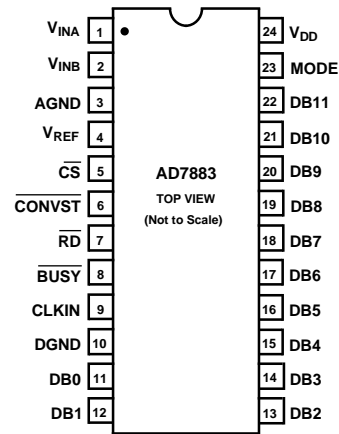 VINA 1 24 VDD
VINB 2 23 MODE
AGND 3 22 DB11
VREF 4 21 DB10
CS 5 AD7883 20 DB9
CONVST 6 TOP VIEW 19 DB8
(Not to Scale)
RD 7 18 DB7
BUSY 8 17 DB6
CLKIN 9 16 DB5
DGND 10 15 DB4
DB0 11 14 DB3
DB1 12 13 DB2